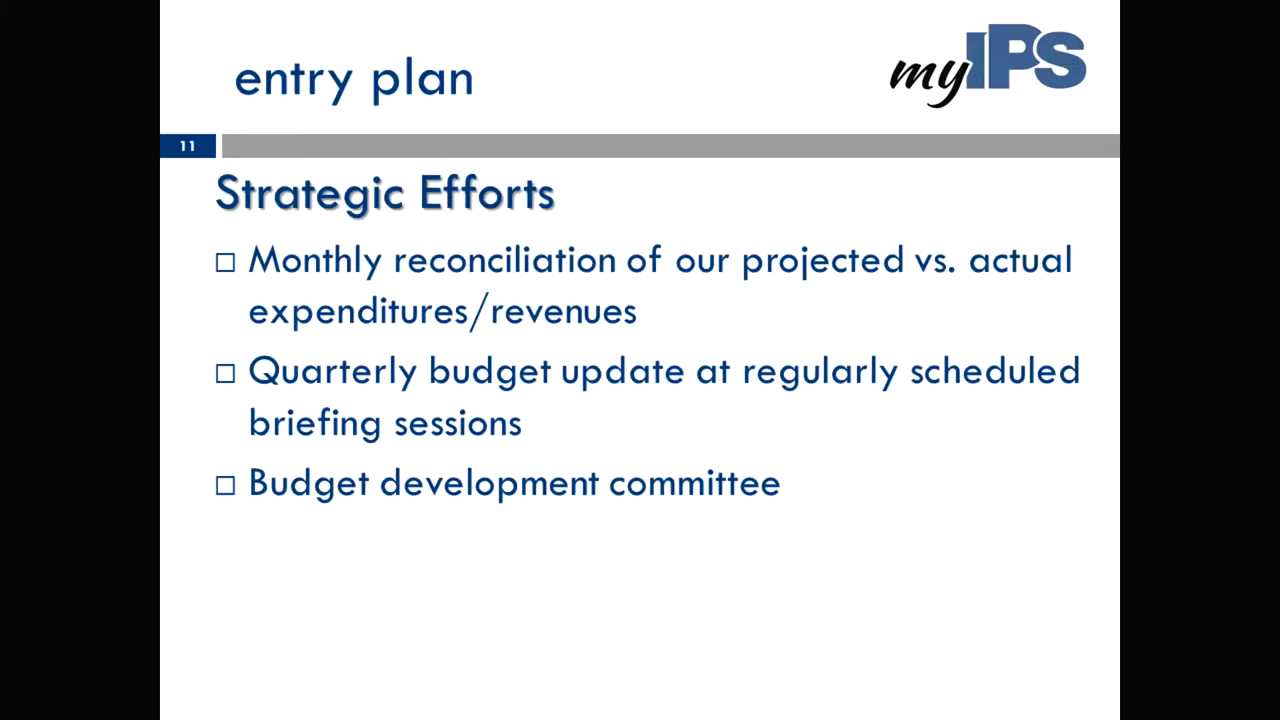 entry plan
myIPS
11
Strategic Efforts
□ Monthly reconciliation of our projected vs. actual
expenditures/revenues
□ Quarterly budget update at regularly scheduled
briefing sessions
□ Budget development committee